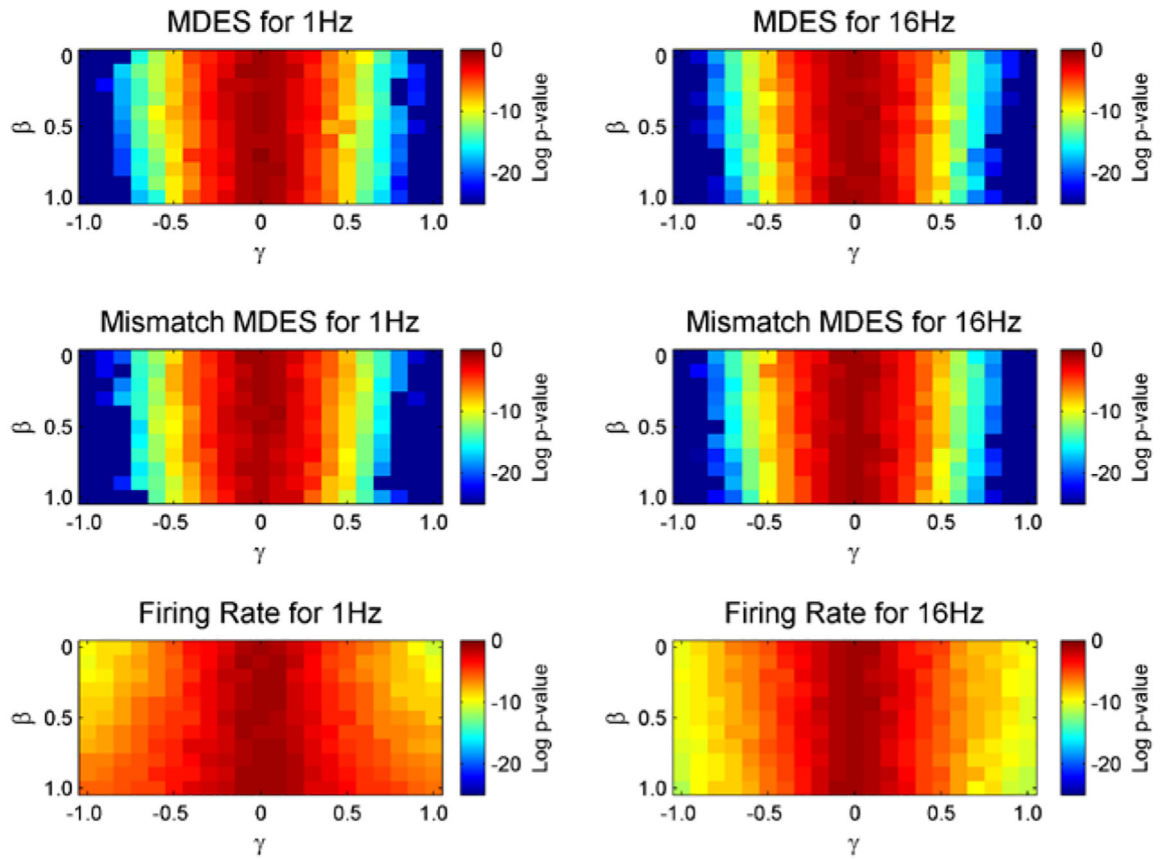 MDES for 1Hz
MDES for 16Hz
0
0.5
1.0
β
-1.0 -0.5 0 0.5 1.0
γ
0
-10
-20
Log p-value
0
0.5
1.0
β
-1.0 -0.5 0 0.5 1.0
γ
0
-10
-20
Log p-value
Mismatch MDES for 1Hz
Mismatch MDES for 16Hz
0
0.5
1.0
β
-1.0 -0.5 0 0.5 1.0
γ
0
-10
-20
Log p-value
0
0.5
1.0
β
-1.0 -0.5 0 0.5 1.0
γ
0
-10
-20
Log p-value
Firing Rate for 1Hz
Firing Rate for 16Hz
0
0.5
1.0
β
-1.0 -0.5 0 0.5 1.0
γ
0
-10
-20
Log p-value
0
0.5
1.0
β
-1.0 -0.5 0 0.5 1.0
γ
0
-10
-20
Log p-value